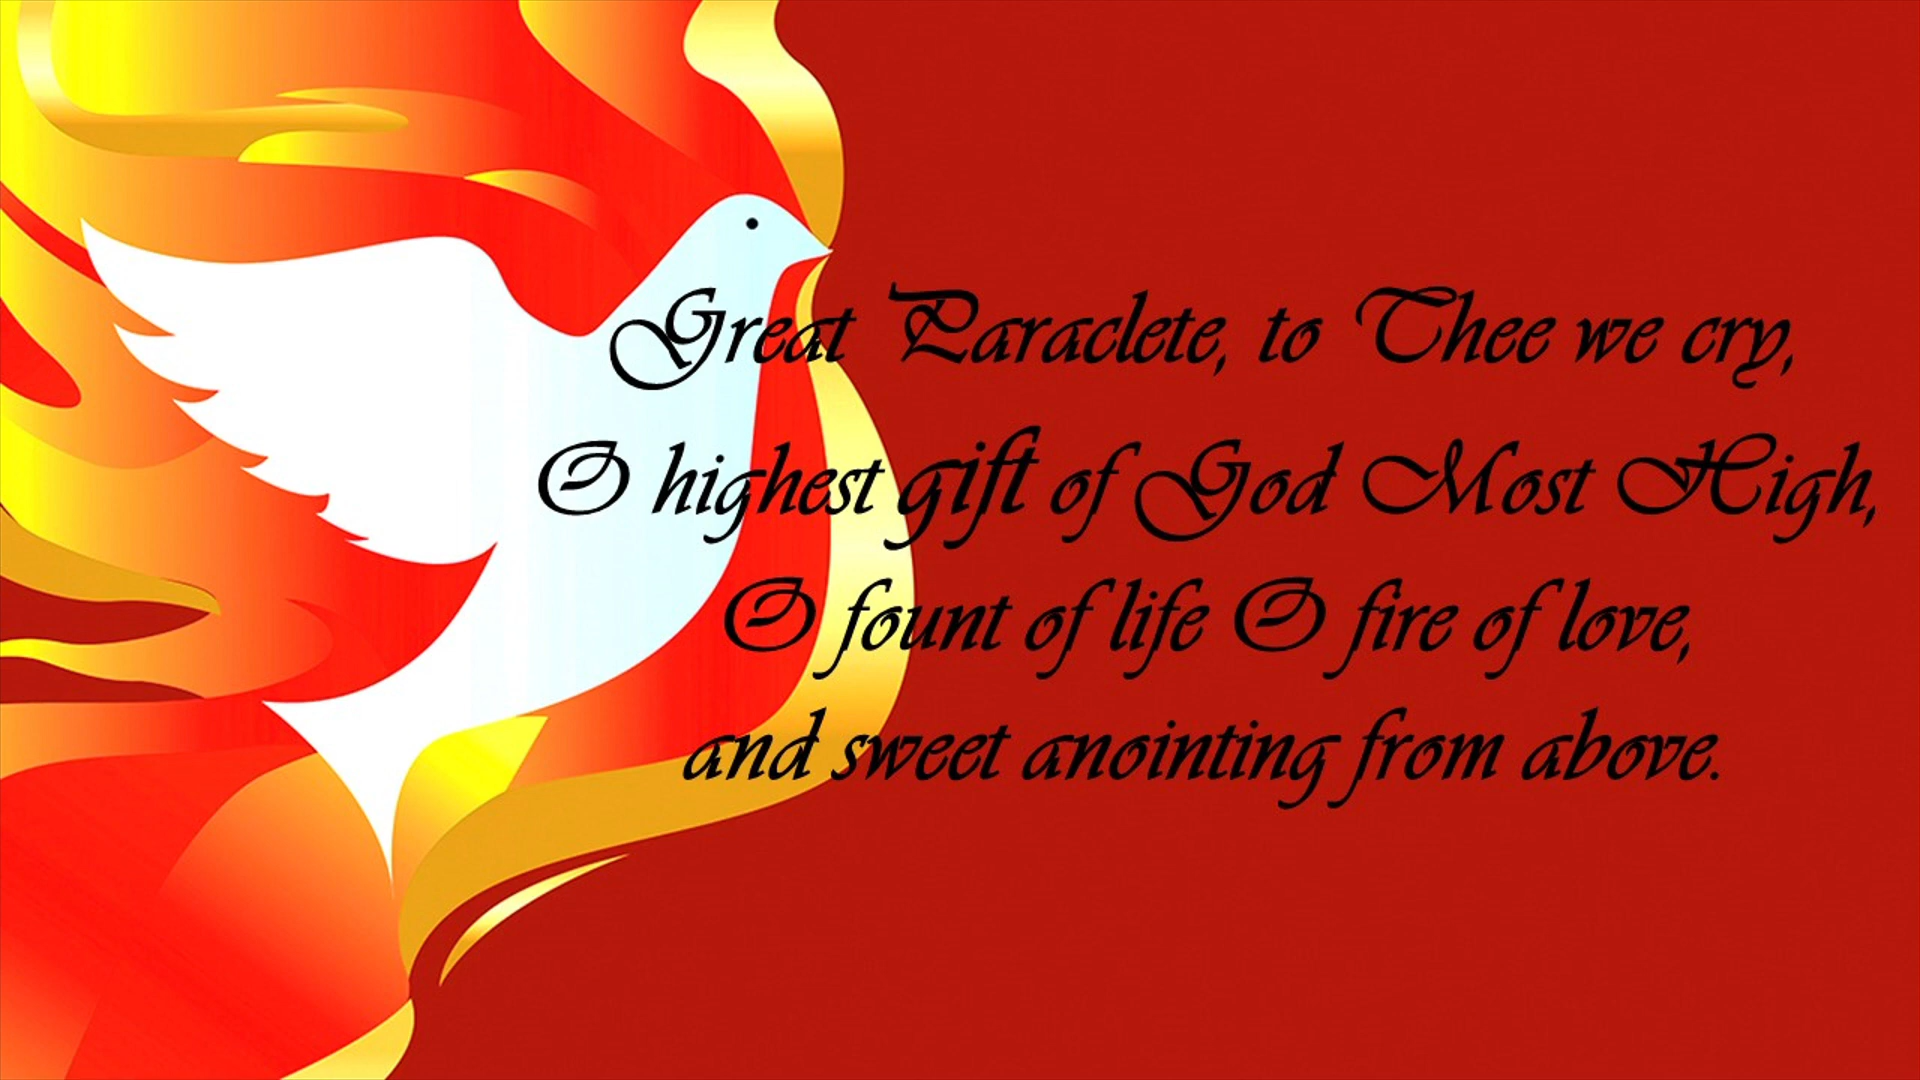 Great Paraclete, to Thee we cry,
O highest gift of God Most High,
O fount of life O fire of love,
and sweet anointing from above.